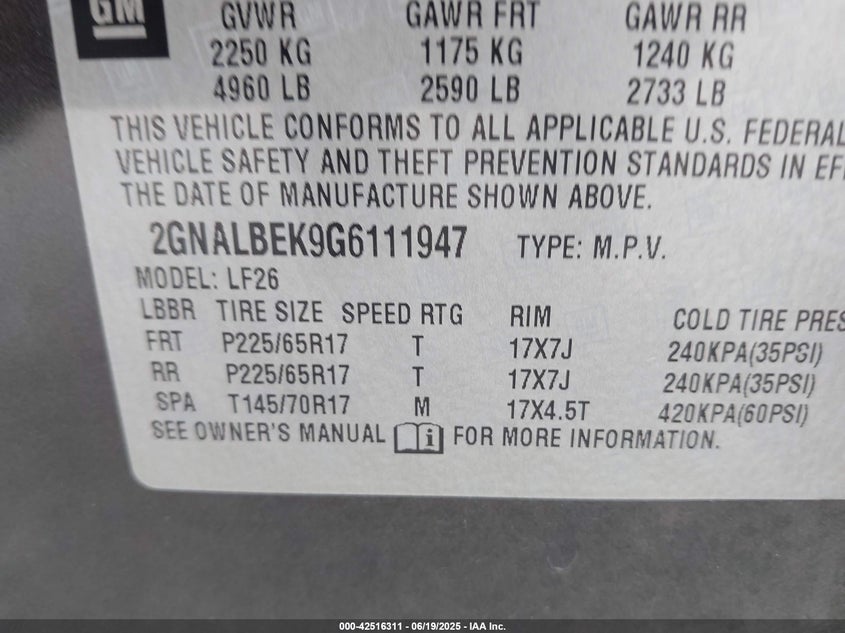 GM
GVWR GAWR FRT GAWR RR
2250 KG 1175 KG 1240 KG
4960 LB 2590 LB 2733 LB
THIS VEHICLE CONFORMS TO ALL APPLICABLE U.S. FEDERAL
VEHICLE SAFETY AND THEFT PREVENTION STANDARDS IN EF
THE DATE OF MANUFACTURE SHOWN ABOVE.
2GNALBEK9G6111947 TYPE: M.P.V.
MODEL: LF26
LBBR TIRE SIZE SPEED RTG RIM COLD TIRE PRES
FRT P225/65R17 T 17X7J 240KPA(35PSI)
RR P225/65R17 T 17X7J 240KPA(35PSI)
SPA T145/70R17 M 17X4.5T 420KPA(60PSI)
SEE OWNER'S MANUAL i FOR MORE INFORMATION.
000-42516311 - 06/19/2025 - IAA Inc.